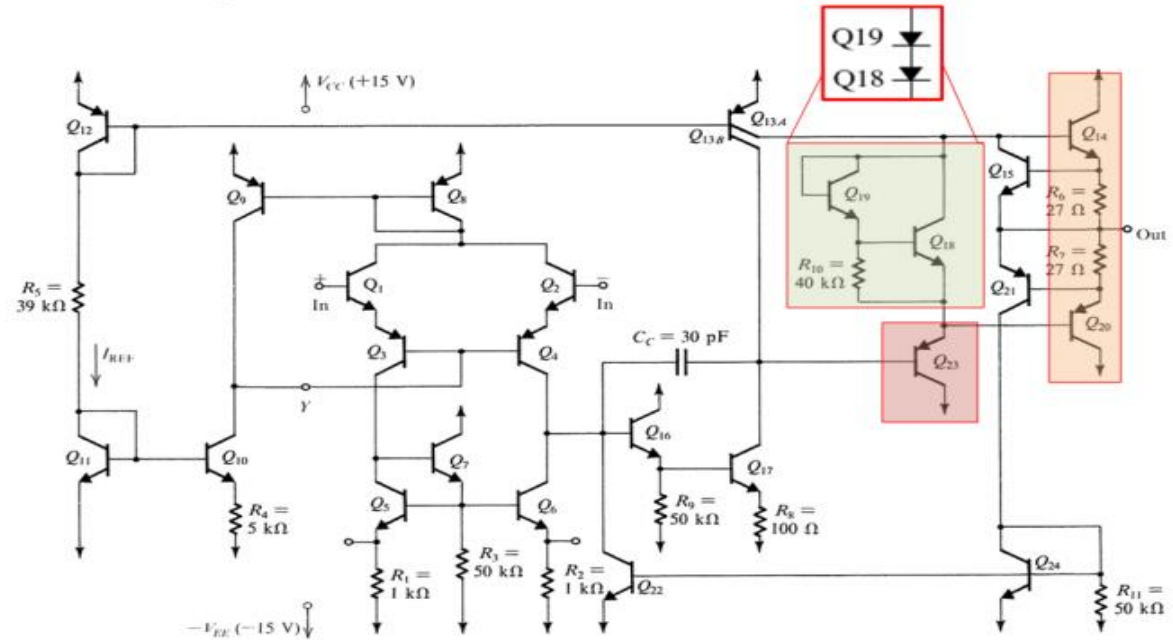 Q19
Q18
V_CC (+15 V)
Q12
Q13A
Q13B
Q14
Q15
Q9
Q8
Q19
R6 =
27 Ω
Out
Q18
R5 =
39 kΩ
+
In
Q1
Q2
−
In
R10 =
40 kΩ
R7 =
27 Ω
Q21
Q20
C_C = 30 pF
Q3
Q4
Q23
I_REF
Y
Q16
Q11
Q10
Q7
Q17
R4 =
5 kΩ
Q5
Q6
R9 =
50 kΩ
R8 =
100 Ω
R3 =
50 kΩ
Q24
R1 =
1 kΩ
R2 =
1 kΩ
Q22
R11 =
50 kΩ
−V_EE (−15 V)